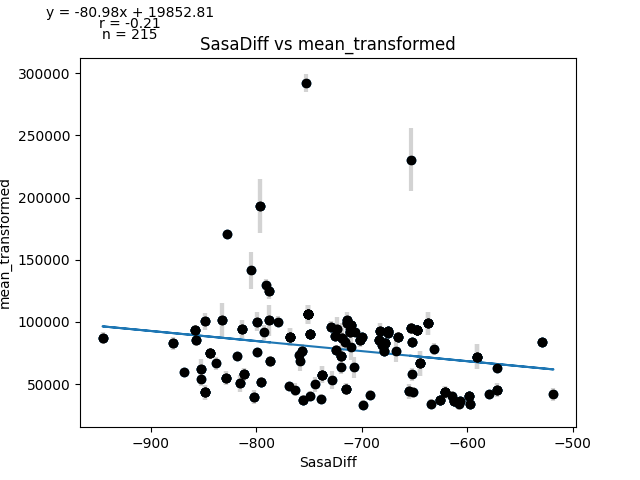 y = -80.98x + 19852.81
r = -0.21
n = 215
SasaDiff vs mean_transformed
300000
250000
200000
150000
100000
50000
mean_transformed
−900
−800
−700
−600
−500
SasaDiff